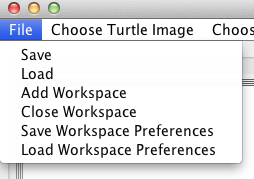 File Choose Turtle Image
Save
Load
Add Workspace
Close Workspace
Save Workspace Preferences
Load Workspace Preferences